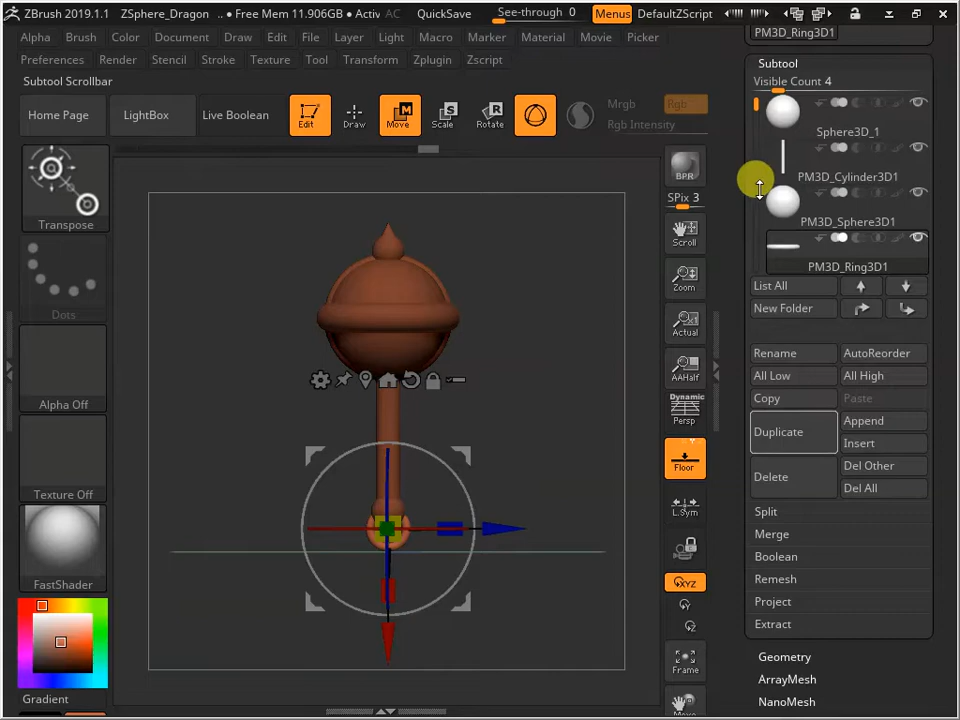 ZBrush 2019.1.1 ZSphere_Dragon .. • Free Mem 11.906GB • Activ AC QuickSave See-through 0 Menus DefaultZScript
PM3D_Ring3D1
Alpha Brush Color Document Draw Edit File Layer Light Macro Marker Material Movie Picker
Preferences Render Stencil Stroke Texture Tool Transform Zplugin Zscript
Subtool
Subtool Scrollbar
Visible Count 4
Home Page LightBox Live Boolean Edit Draw Move Scale Rotate Mrgb Rgb
Rgb Intensity
Sphere3D_1
PM3D_Cylinder3D1
PM3D_Sphere3D1
PM3D_Ring3D1
Transpose
Dots
Alpha Off
Texture Off
FastShader
Gradient
BPR
SPix 3
Scroll
Zoom
Actual
AAHalf
Dynamic
Persp
Floor
L.Sym
XYZ
Frame
Move
List All
New Folder
Rename AutoReorder
All Low All High
Copy Paste
Duplicate Append
Insert
Delete Del Other
Del All
Split
Merge
Boolean
Remesh
Project
Extract
Geometry
ArrayMesh
NanoMesh